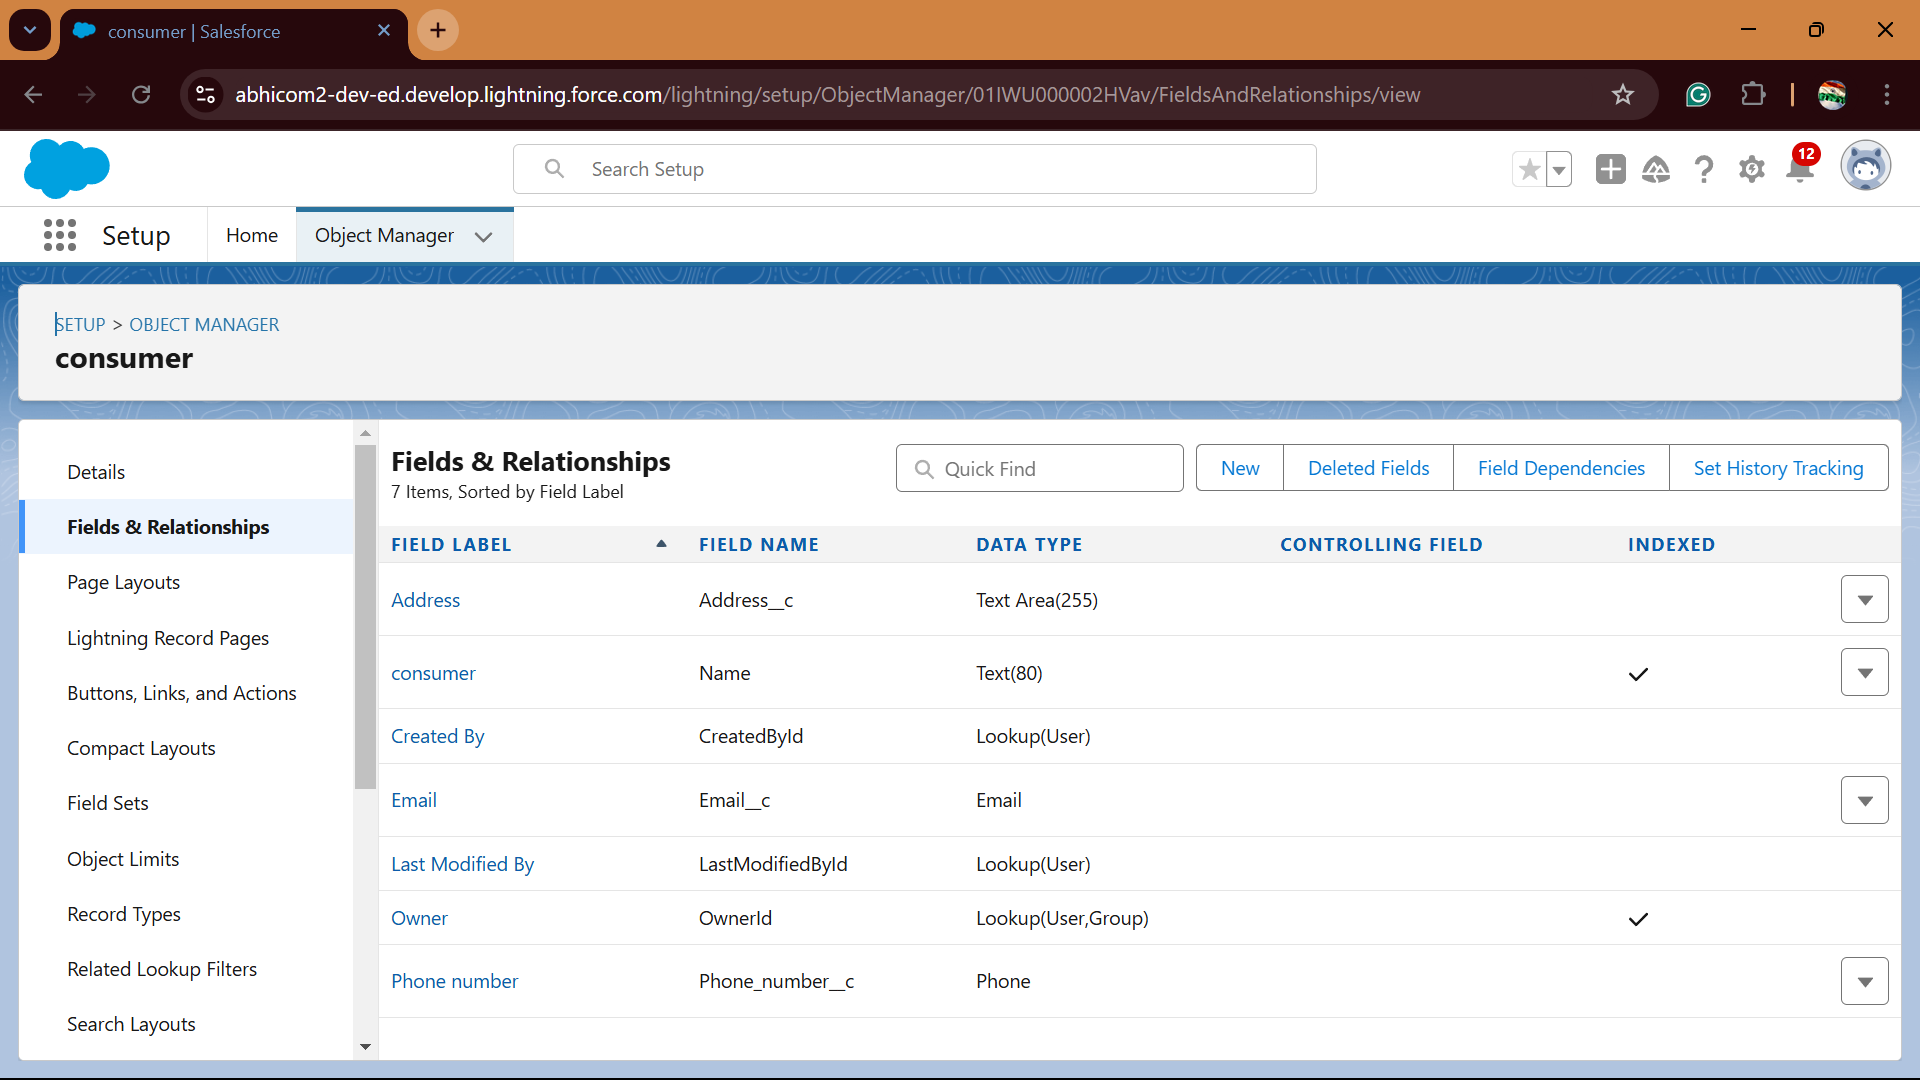 consumer | Salesforce
abhicom2-dev-ed.develop.lightning.force.com/lightning/setup/ObjectManager/01IWU000002HVav/FieldsAndRelationships/view
Search Setup
12
Setup
Home
Object Manager
SETUP > OBJECT MANAGER
consumer
Details
Fields & Relationships
Page Layouts
Lightning Record Pages
Buttons, Links, and Actions
Compact Layouts
Field Sets
Object Limits
Record Types
Related Lookup Filters
Search Layouts
Fields & Relationships
7 Items, Sorted by Field Label
Quick Find
New
Deleted Fields
Field Dependencies
Set History Tracking
FIELD LABEL FIELD NAME DATA TYPE CONTROLLING FIELD INDEXED
Address Address__c Text Area(255)
consumer Name Text(80)
Created By CreatedById Lookup(User)
Email Email__c Email
Last Modified By LastModifiedById Lookup(User)
Owner OwnerId Lookup(User,Group)
Phone number Phone_number__c Phone